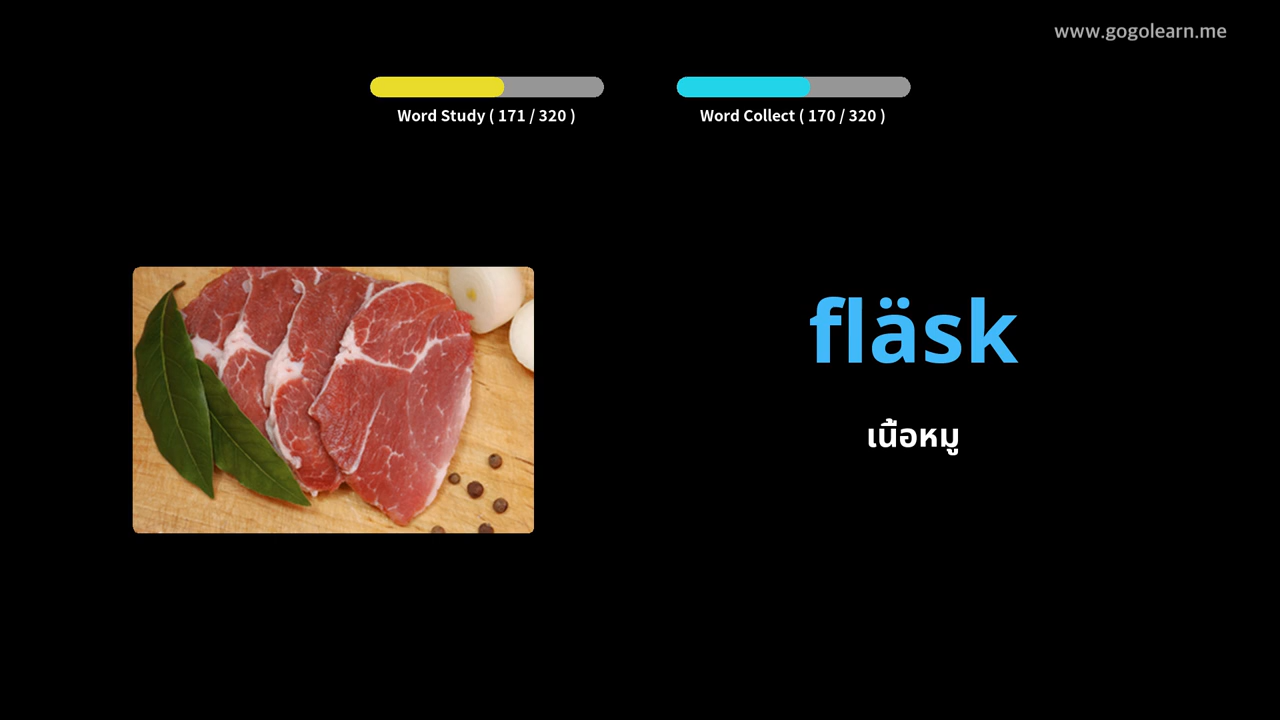 www.gogolearn.me
Word Study ( 171 / 320 )
Word Collect ( 170 / 320 )
fläsk
เนื้อหมู